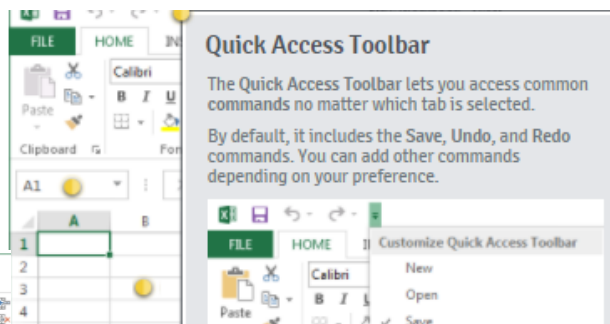 FILE HOME IN
Calibri
B I U
Paste
Clipboard Fon
A1
A B
1
2
3
4
Quick Access Toolbar
The Quick Access Toolbar lets you access common
commands no matter which tab is selected.
By default, it includes the Save, Undo, and Redo
commands. You can add other commands
depending on your preference.
FILE HOME I
Customize Quick Access Toolbar
Calibri
New
B I
Open
Paste
Save